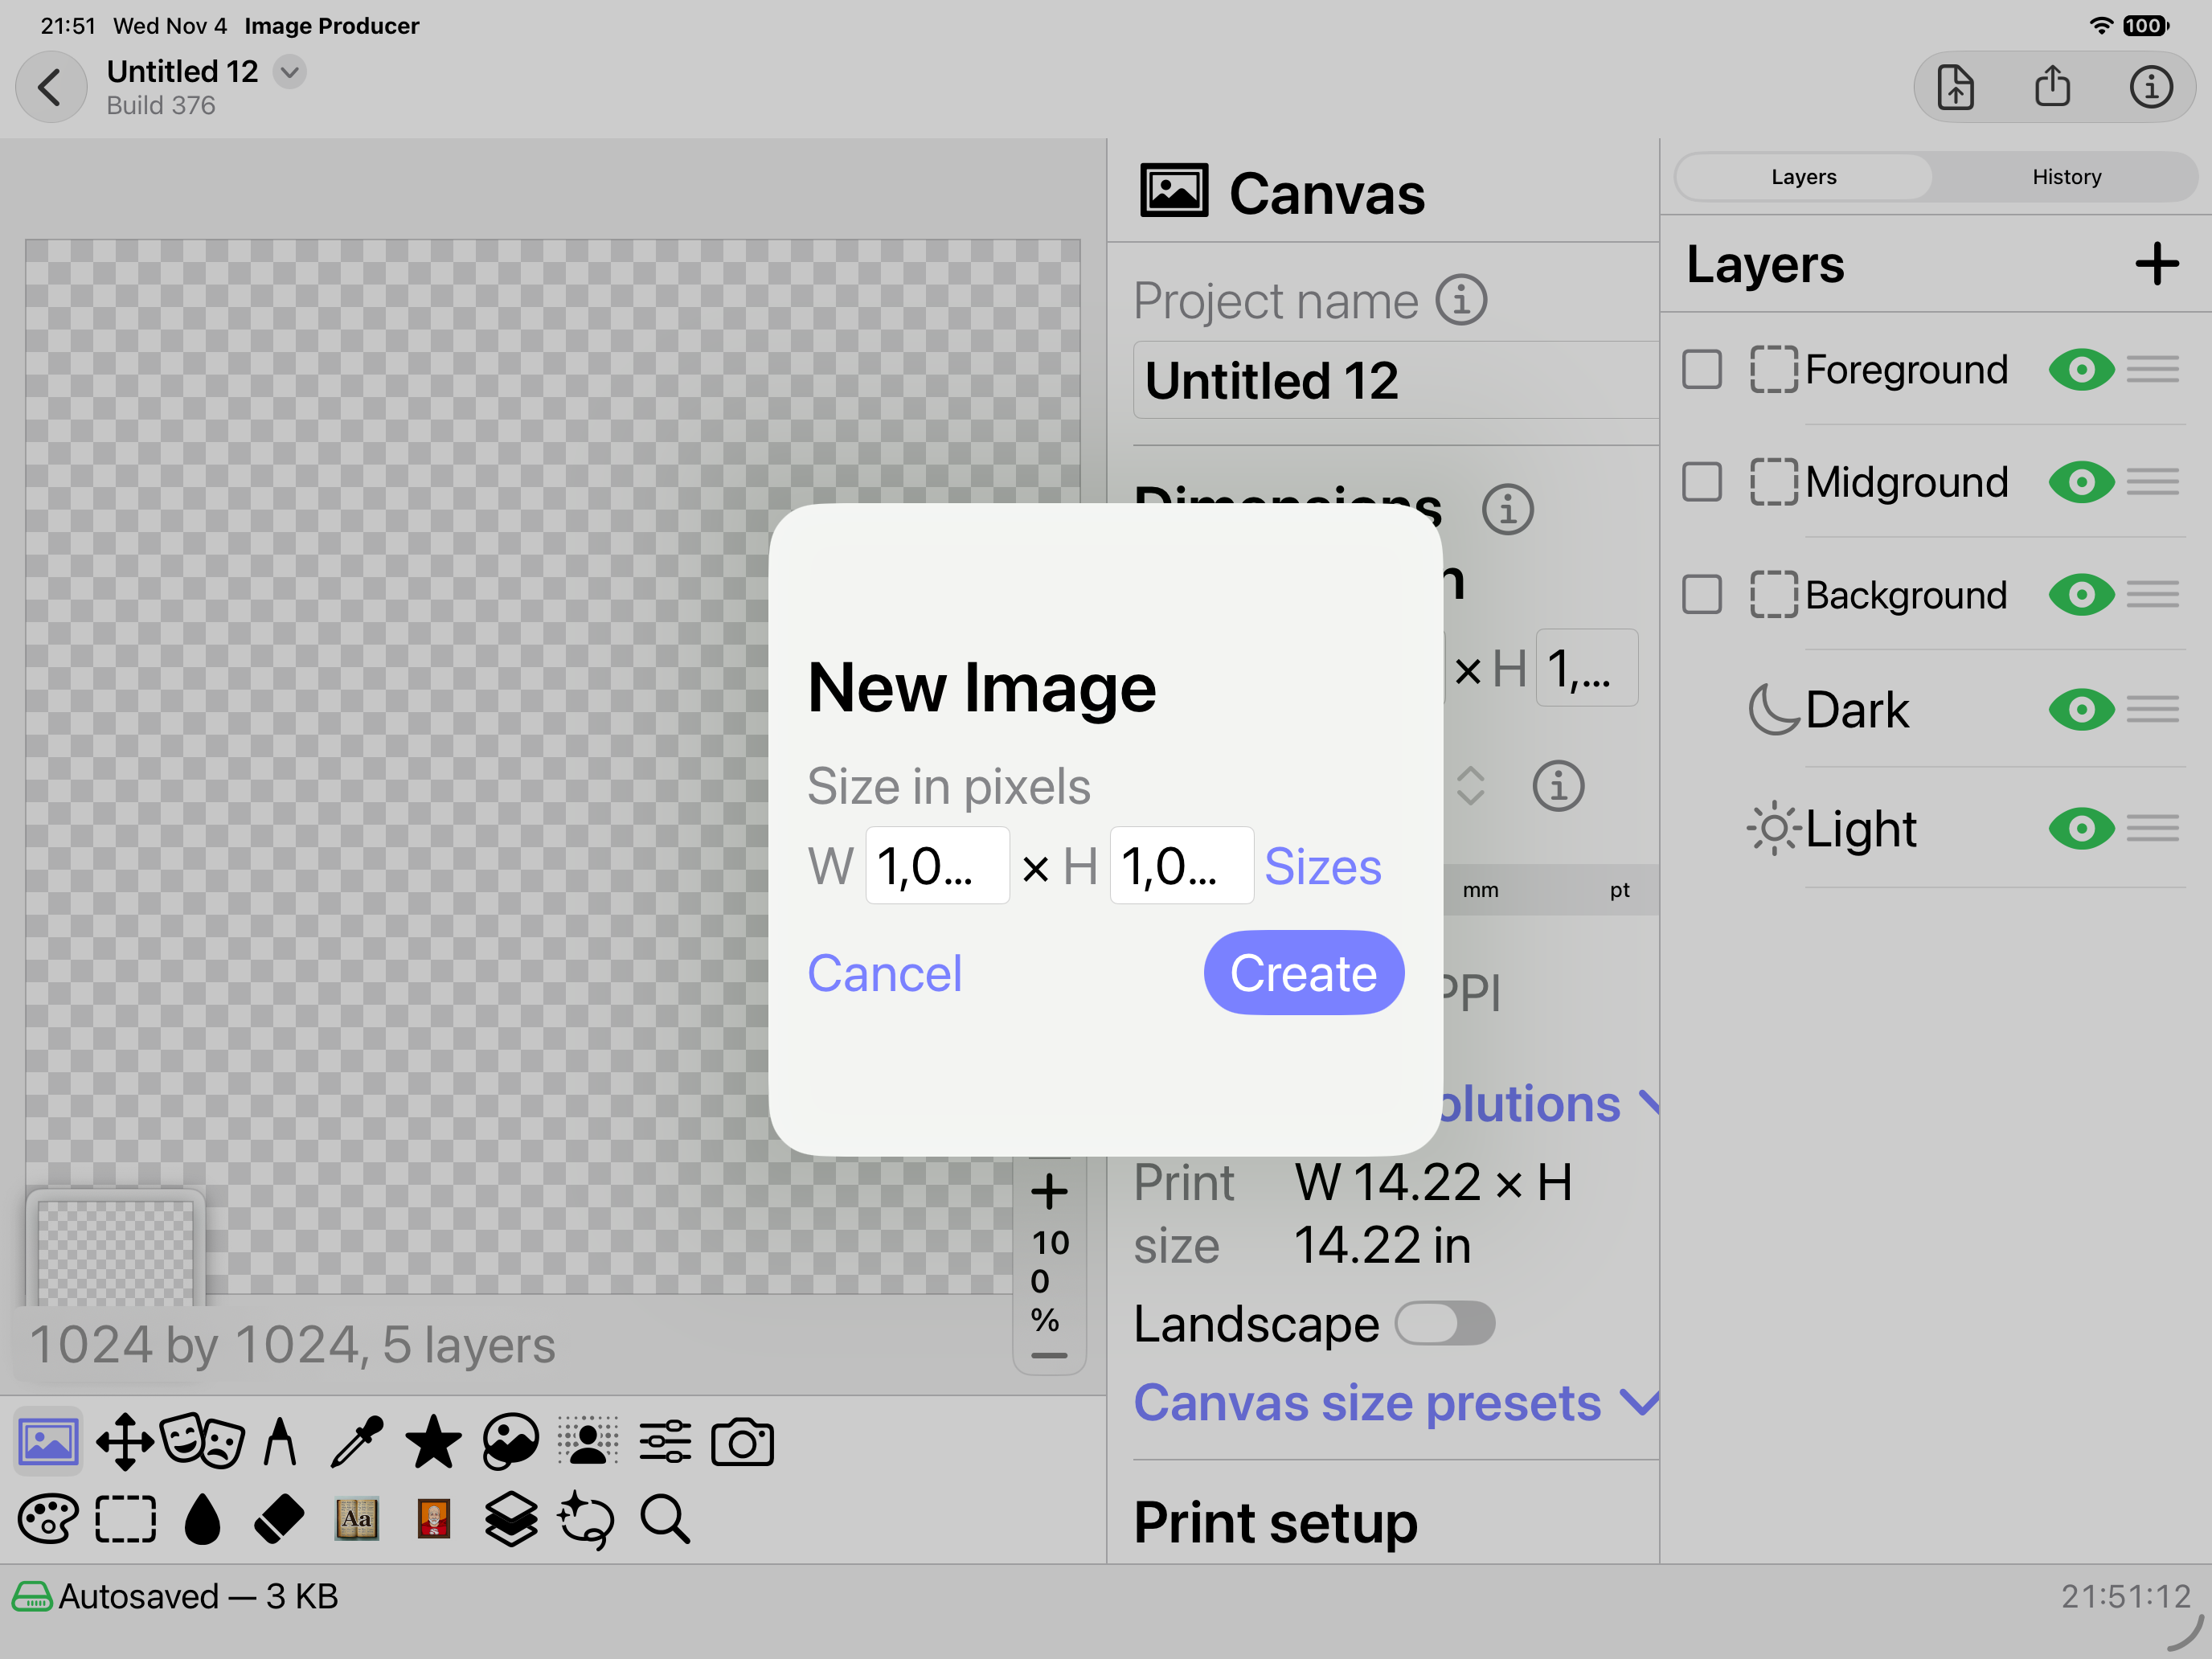 21:51 Wed Nov 4 Image Producer
100
Untitled 12
Build 376
Canvas
Project name
Untitled 12
Dimensions
× H 1,...
mm pt
PPI
Print size W 14.22 × H 14.22 in
Landscape
Canvas size presets
Print setup
New Image
Size in pixels
W 1,0... × H 1,0... Sizes
Cancel Create
+
100
%
1024 by 1024, 5 layers
Aa
Layers History
Layers
Foreground
Midground
Background
Dark
Light
Autosaved — 3 KB
21:51:12